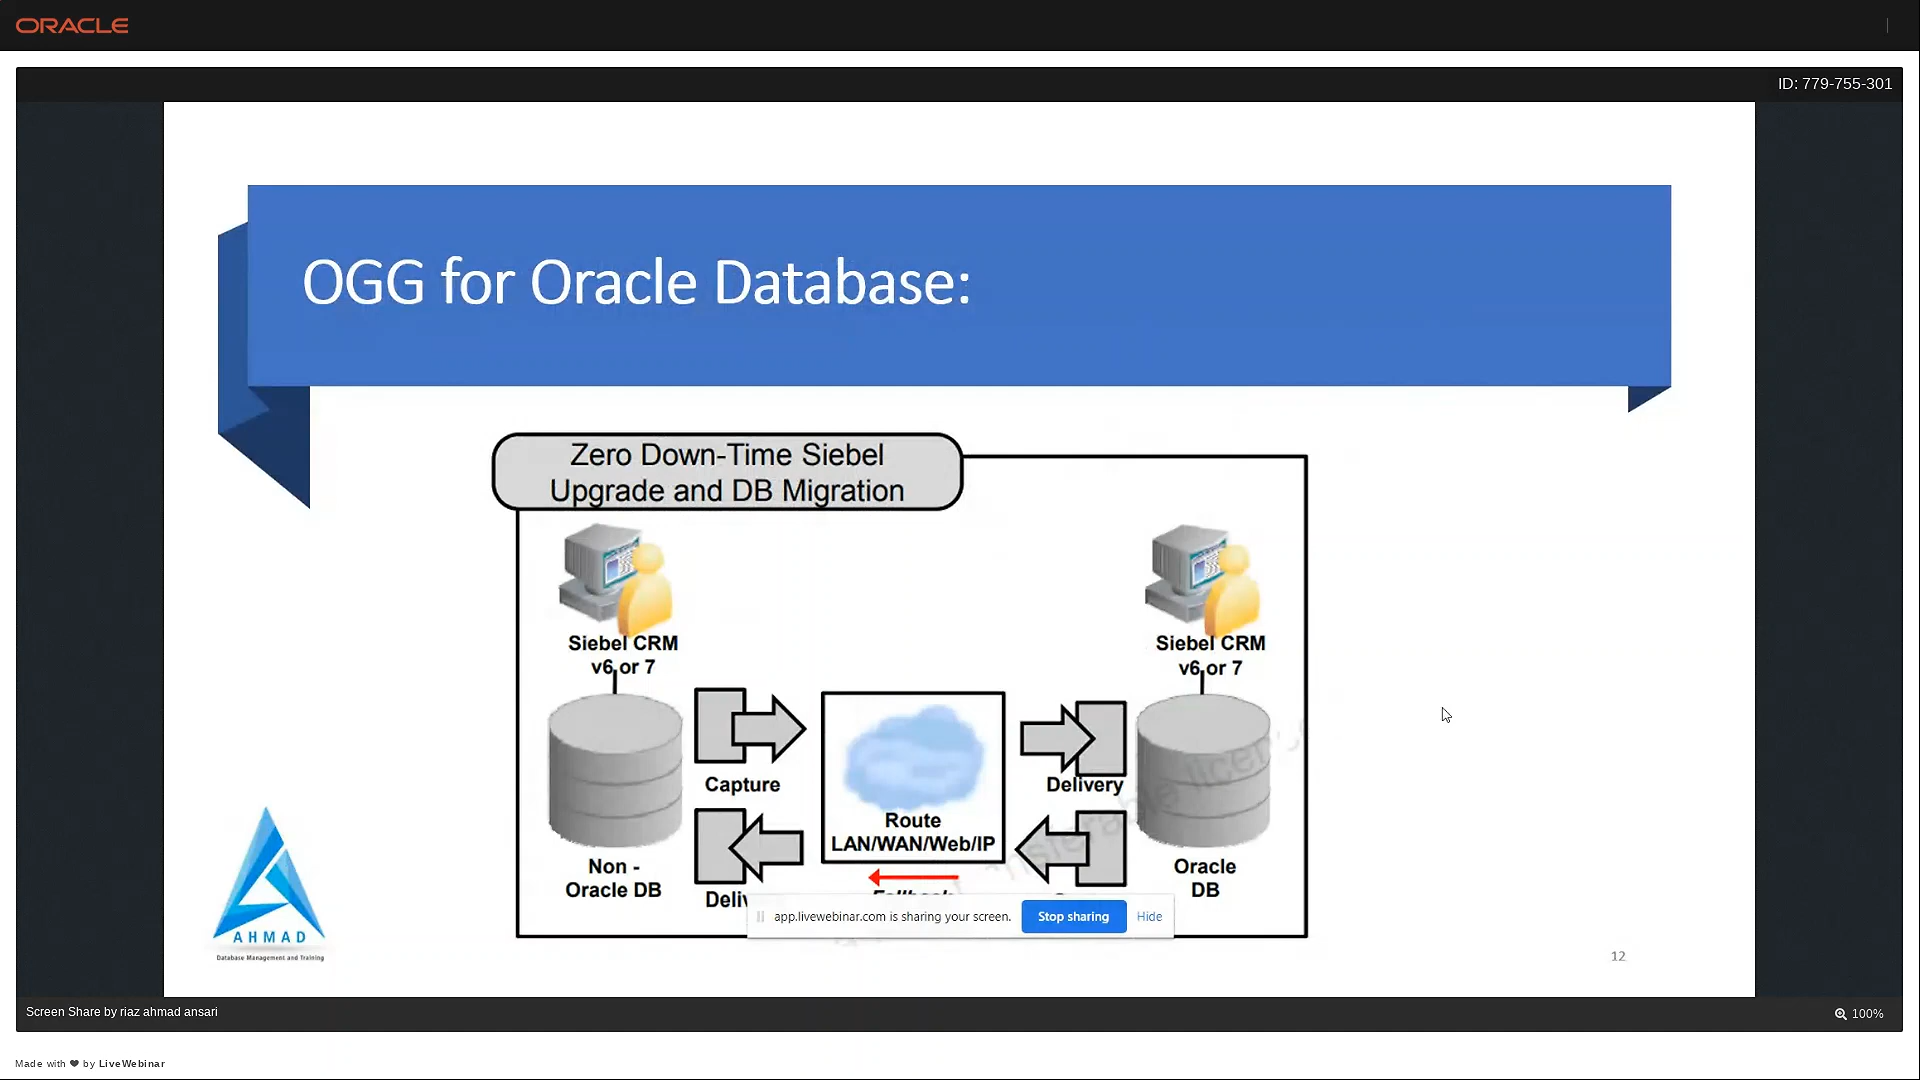 ORACLE
ID: 779-755-301
OGG for Oracle Database:
Zero Down-Time Siebel
Upgrade and DB Migration
Siebel CRM
v6 or 7
Siebel CRM
v6 or 7
Capture
Delivery
Route
LAN/WAN/Web/IP
Non -
Oracle DB
Oracle
DB
app.livewebinar.com is sharing your screen.
Stop sharing
Hide
AHMAD
Database Management and Training
12
Screen Share by riaz ahmad ansari
100%
Made with ❤ by LiveWebinar